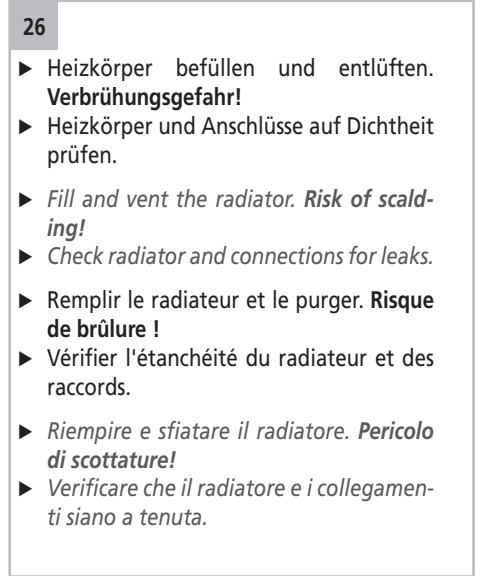 26
► Heizkörper befüllen und entlüften.
Verbrühungsgefahr!
► Heizkörper und Anschlüsse auf Dichtheit
prüfen.
► Fill and vent the radiator. Risk of scald-
ing!
► Check radiator and connections for leaks.
► Remplir le radiateur et le purger. Risque
de brûlure !
► Vérifier l'étanchéité du radiateur et des
raccords.
► Riempire e sfiatare il radiatore. Pericolo
di scottature!
► Verificare che il radiatore e i collegamen-
ti siano a tenuta.